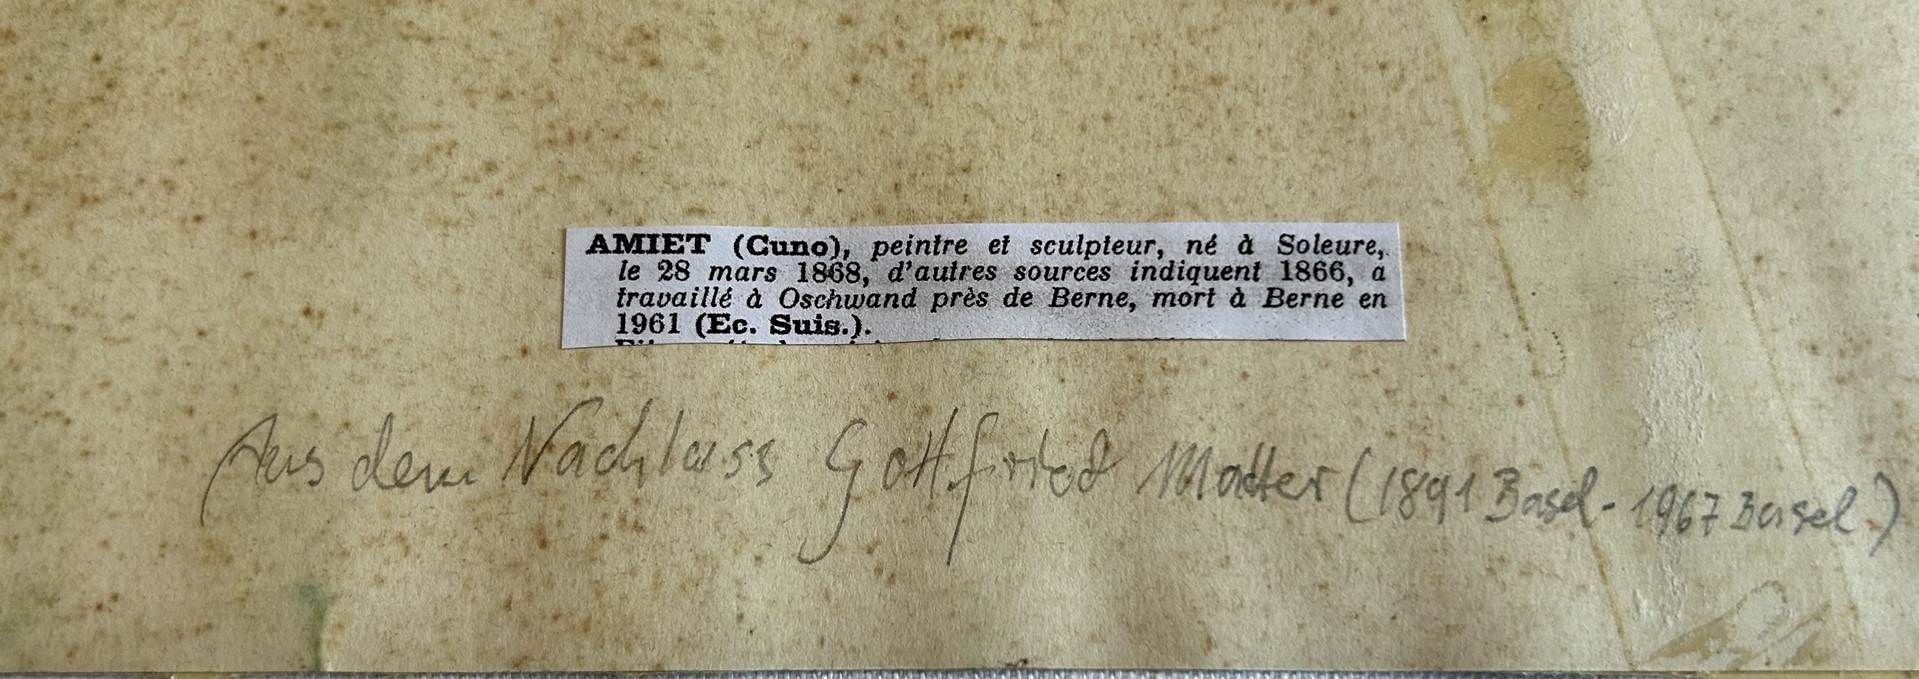 AMIET (Cuno), peintre et sculpteur, né à Soleure,
le 28 mars 1868, d'autres sources indiquent 1866, a
travaillé à Oschwand près de Berne, mort à Berne en
1961 (Ec. Suis.).
Aus dem Nachlass Gottfried Matter (1891 Basel - 1967 Basel)